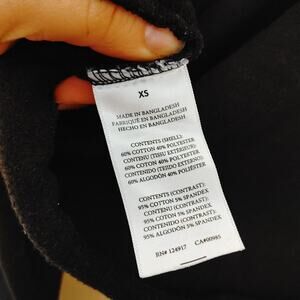 XS
MADE IN BANGLADESH
FABRIQUÉ EN BANGLADESH
HECHO EN BANGLADESH
CONTENTS (SHELL):
60% COTTON 40% POLYESTER
CONTENU (TISSU EXTÉRIEUR):
60% COTON 40% POLYESTER
CONTENIDO (TEJIDO EXTERIOR):
60% ALGODÓN 40% POLIÉSTER
CONTENTS (CONTRAST):
95% COTTON 5% SPANDEX
CONTENU (CONTRASTE):
95% COTON 5% SPANDEX
CONTENIDO (CONTRASTE):
95% ALGODÓN 5% SPANDEX
RN# 124917 CA#00985